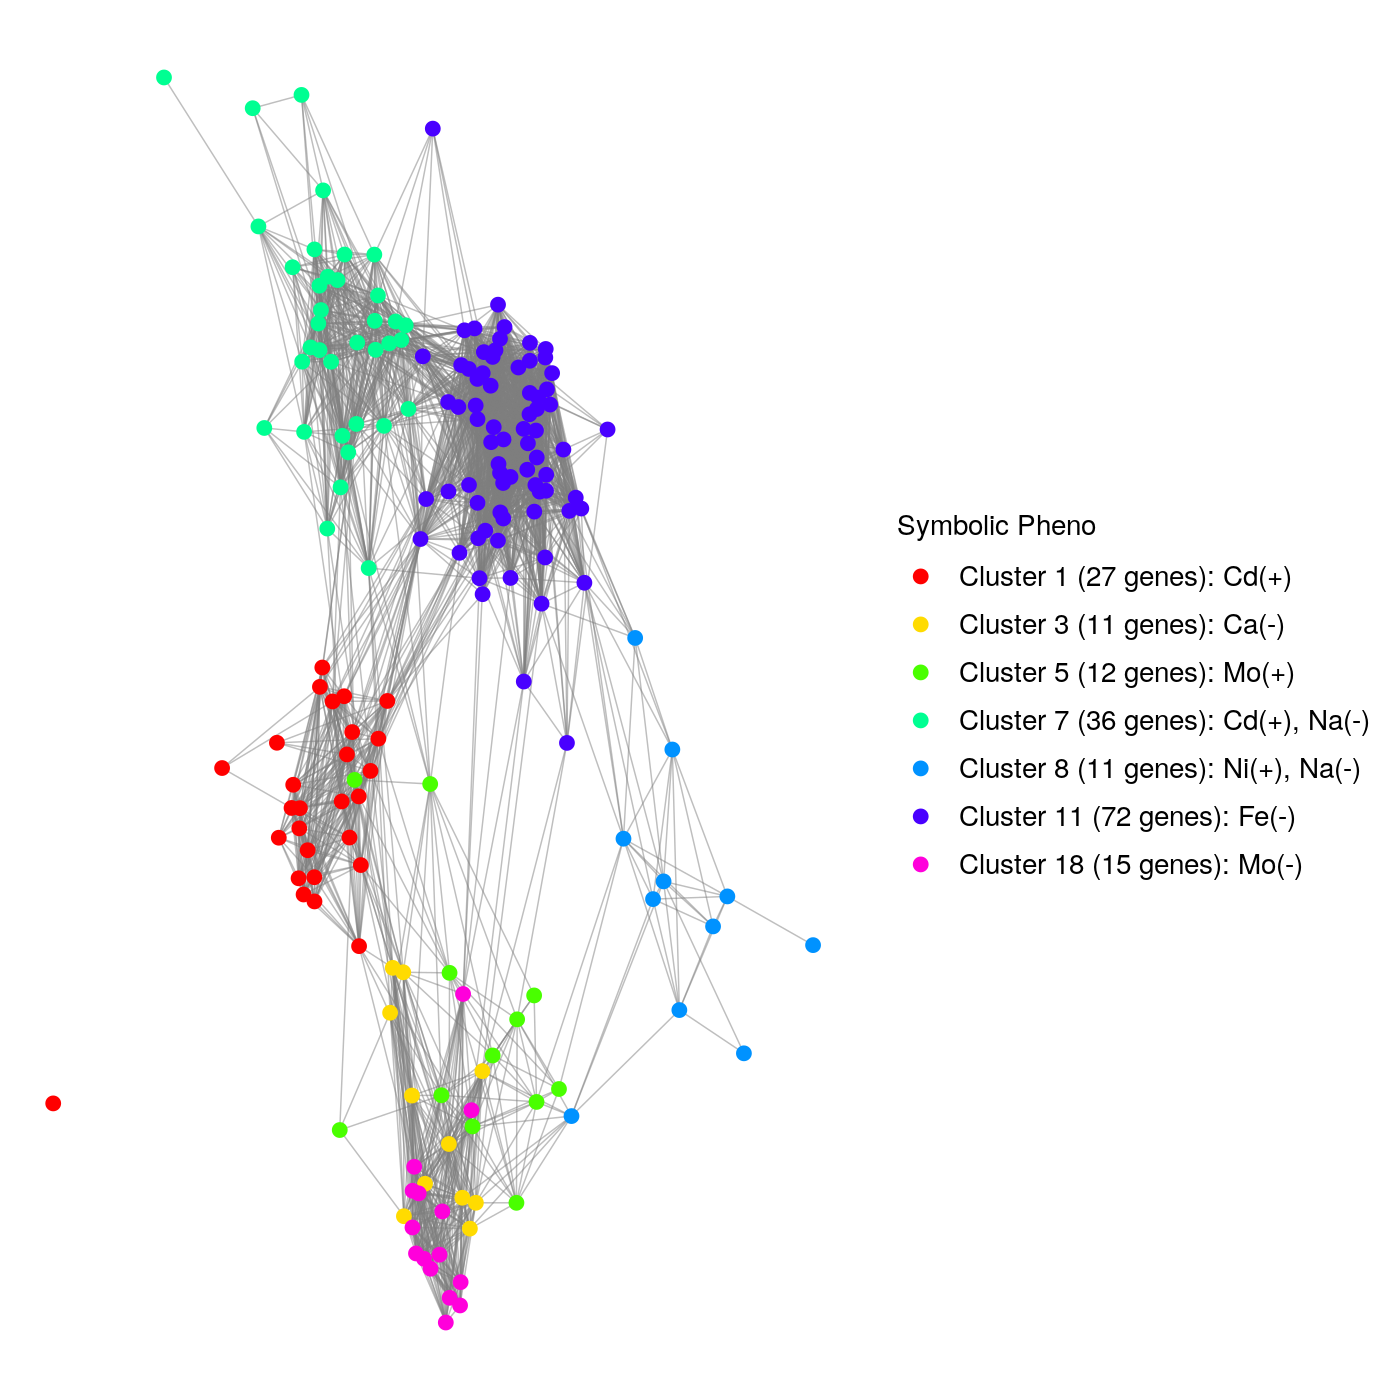 Symbolic Pheno
Cluster 1 (27 genes): Cd(+)
Cluster 3 (11 genes): Ca(-)
Cluster 5 (12 genes): Mo(+)
Cluster 7 (36 genes): Cd(+), Na(-)
Cluster 8 (11 genes): Ni(+), Na(-)
Cluster 11 (72 genes): Fe(-)
Cluster 18 (15 genes): Mo(-)